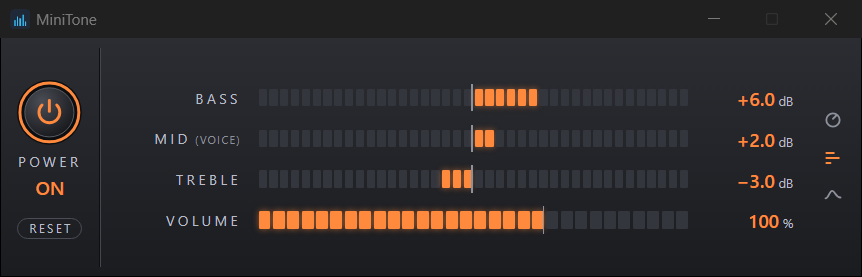 MiniTone
BASS +6.0 dB
MID (VOICE) +2.0 dB
POWER
TREBLE −3.0 dB
ON
VOLUME 100 %
RESET